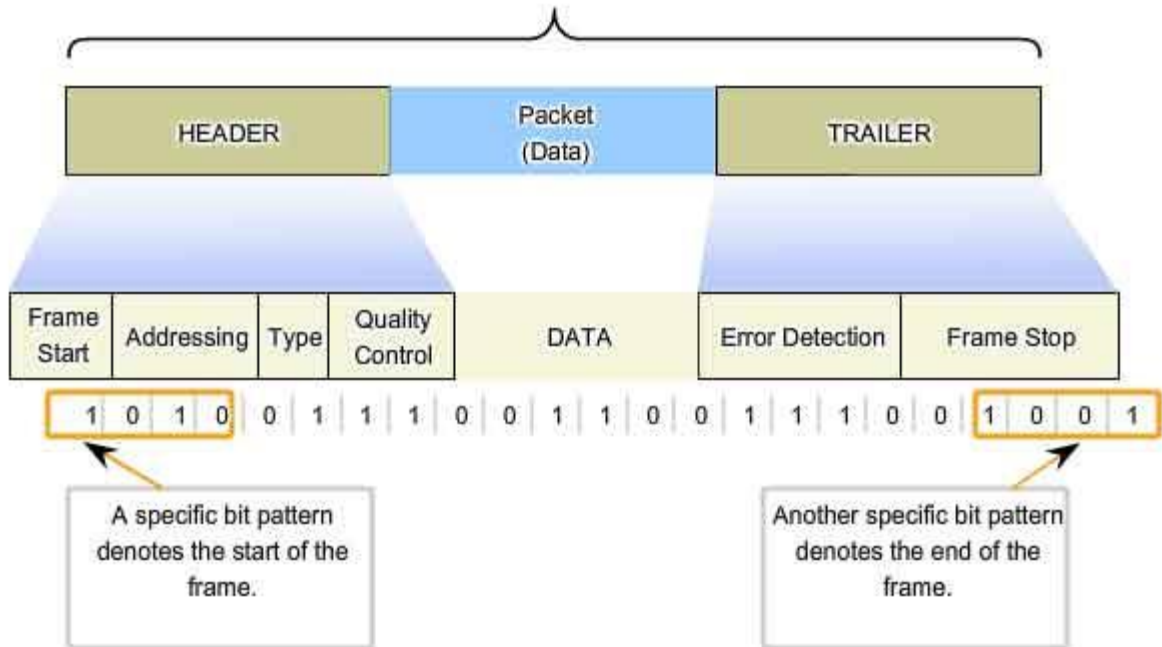 HEADER
Packet
(Data)
TRAILER
Frame
Start
Addressing
Type
Quality
Control
DATA
Error Detection
Frame Stop
1 0 1 0 0 1 1 1 0 0 1 1 0 0 1 1 1 0 0 1 0 0 1
A specific bit pattern
denotes the start of the
frame.
Another specific bit pattern
denotes the end of the
frame.